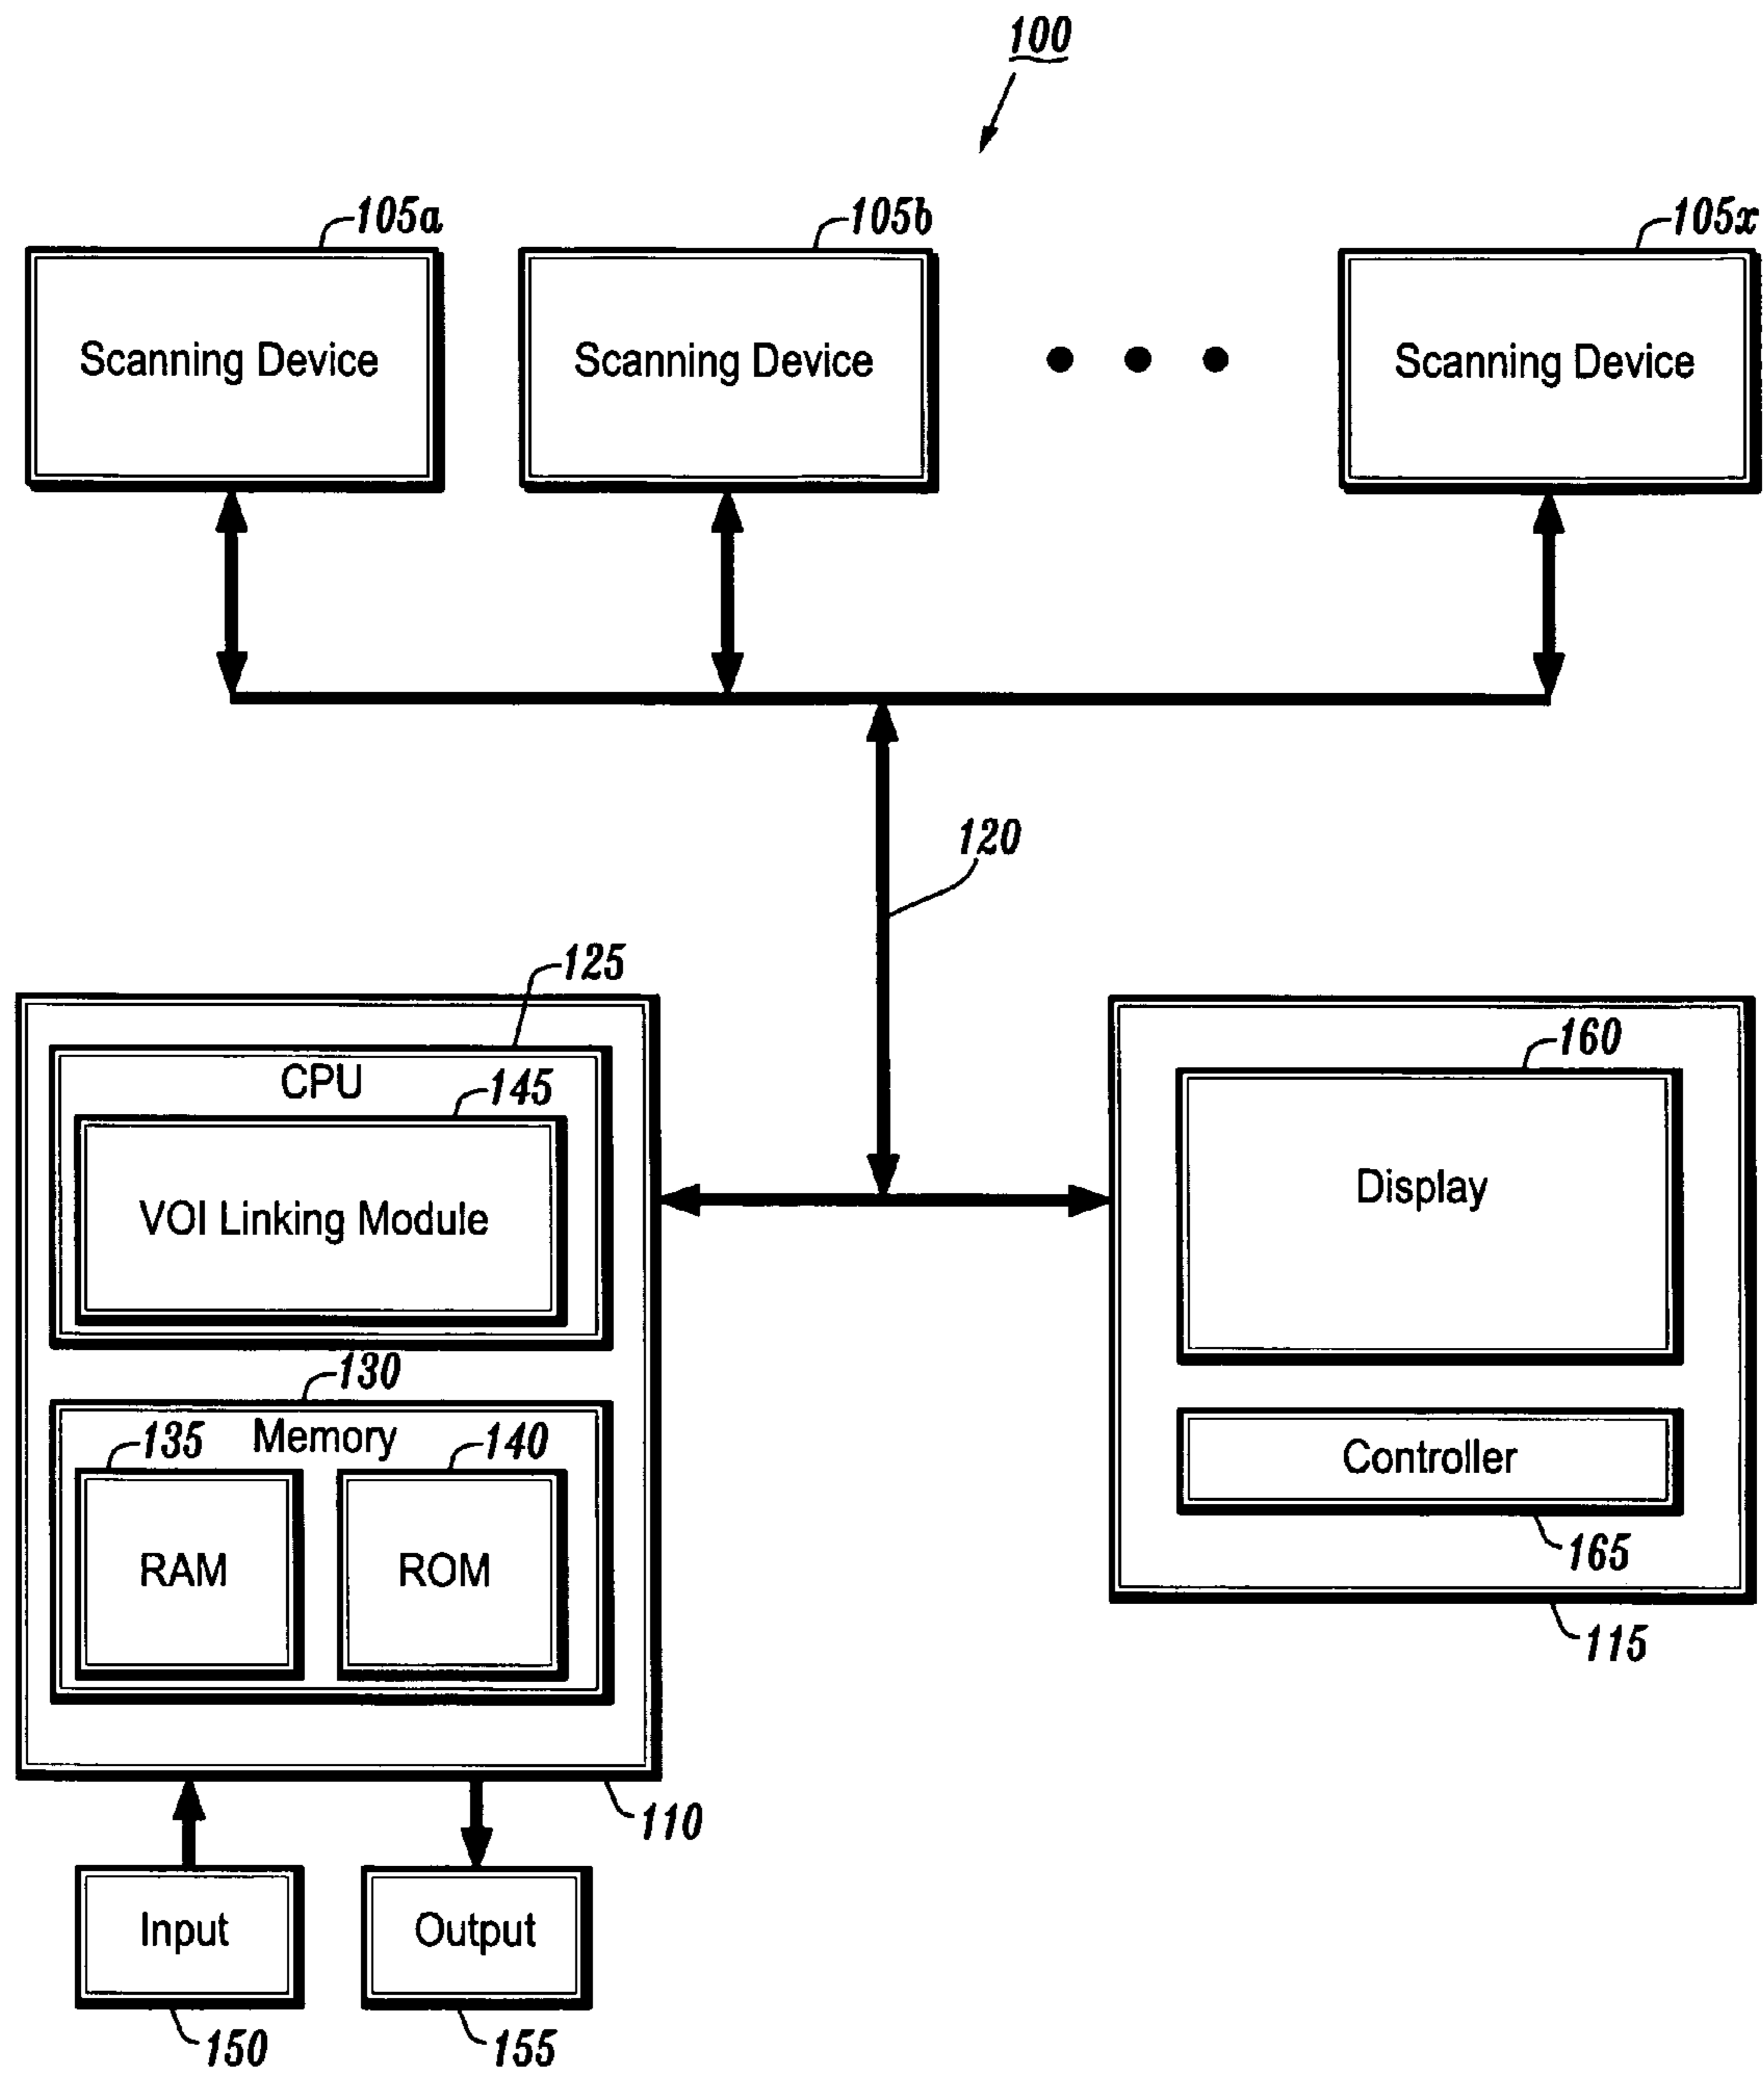 100
105a
105b
105x
Scanning Device
Scanning Device
Scanning Device
120
125
CPU
145
VOI Linking Module
160
Display
130
Memory
135
140
RAM
ROM
Controller
165
115
110
Input
Output
150
155